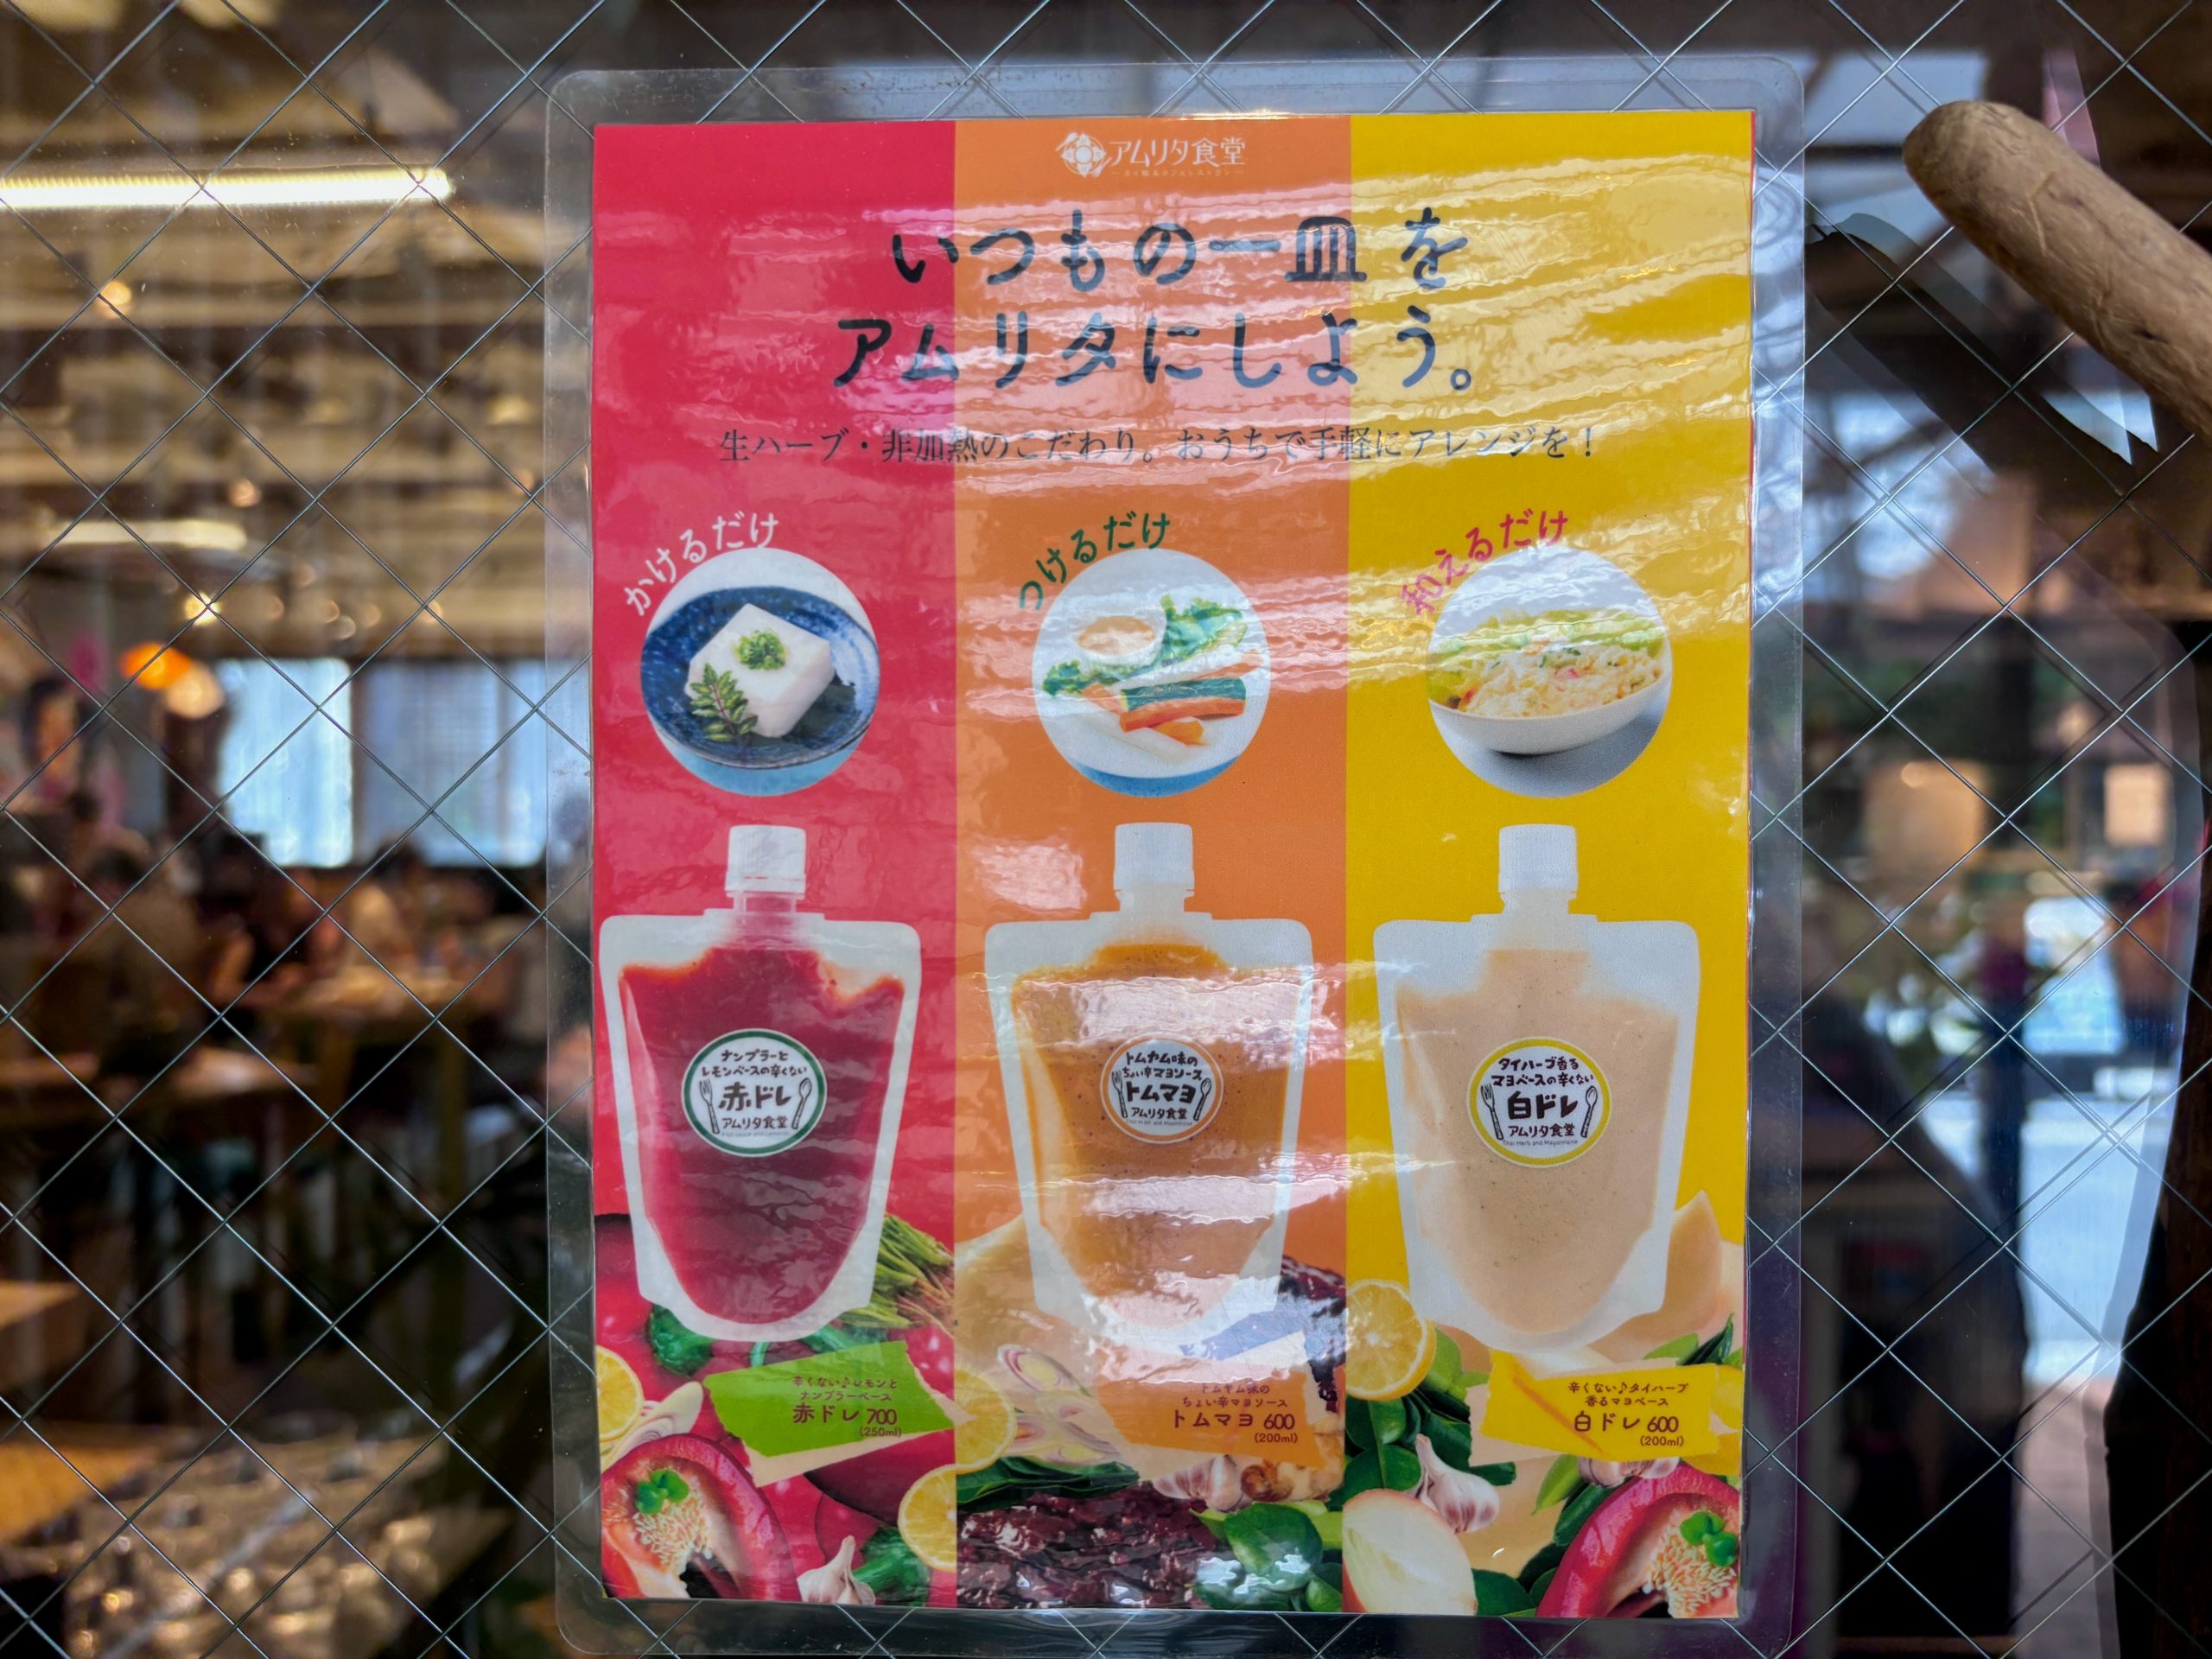 アムリタ食堂
いつもの一皿を
アムリタにしよう。
生ハーブ・非加熱のこだわり。おうちで手軽にアレンジを！
かけるだけ
つけるだけ
和えるだけ
ナンプラーと
レモンベースの辛くない
赤ドレ
アムリタ食堂
トムヤム味の
ちょい辛マヨソース
トムマヨ
アムリタ食堂
タイハーブ香る
マヨベースの辛くない
白ドレ
アムリタ食堂
Thai Herb and Mayonnaise
辛くない♪レモンと
ナンプラーベース
赤ドレ 700
(250ml)
トムヤム味の
ちょい辛マヨソース
トムマヨ 600
(200ml)
辛くない♪タイハーブ
香るマヨベース
白ドレ 600
(200ml)